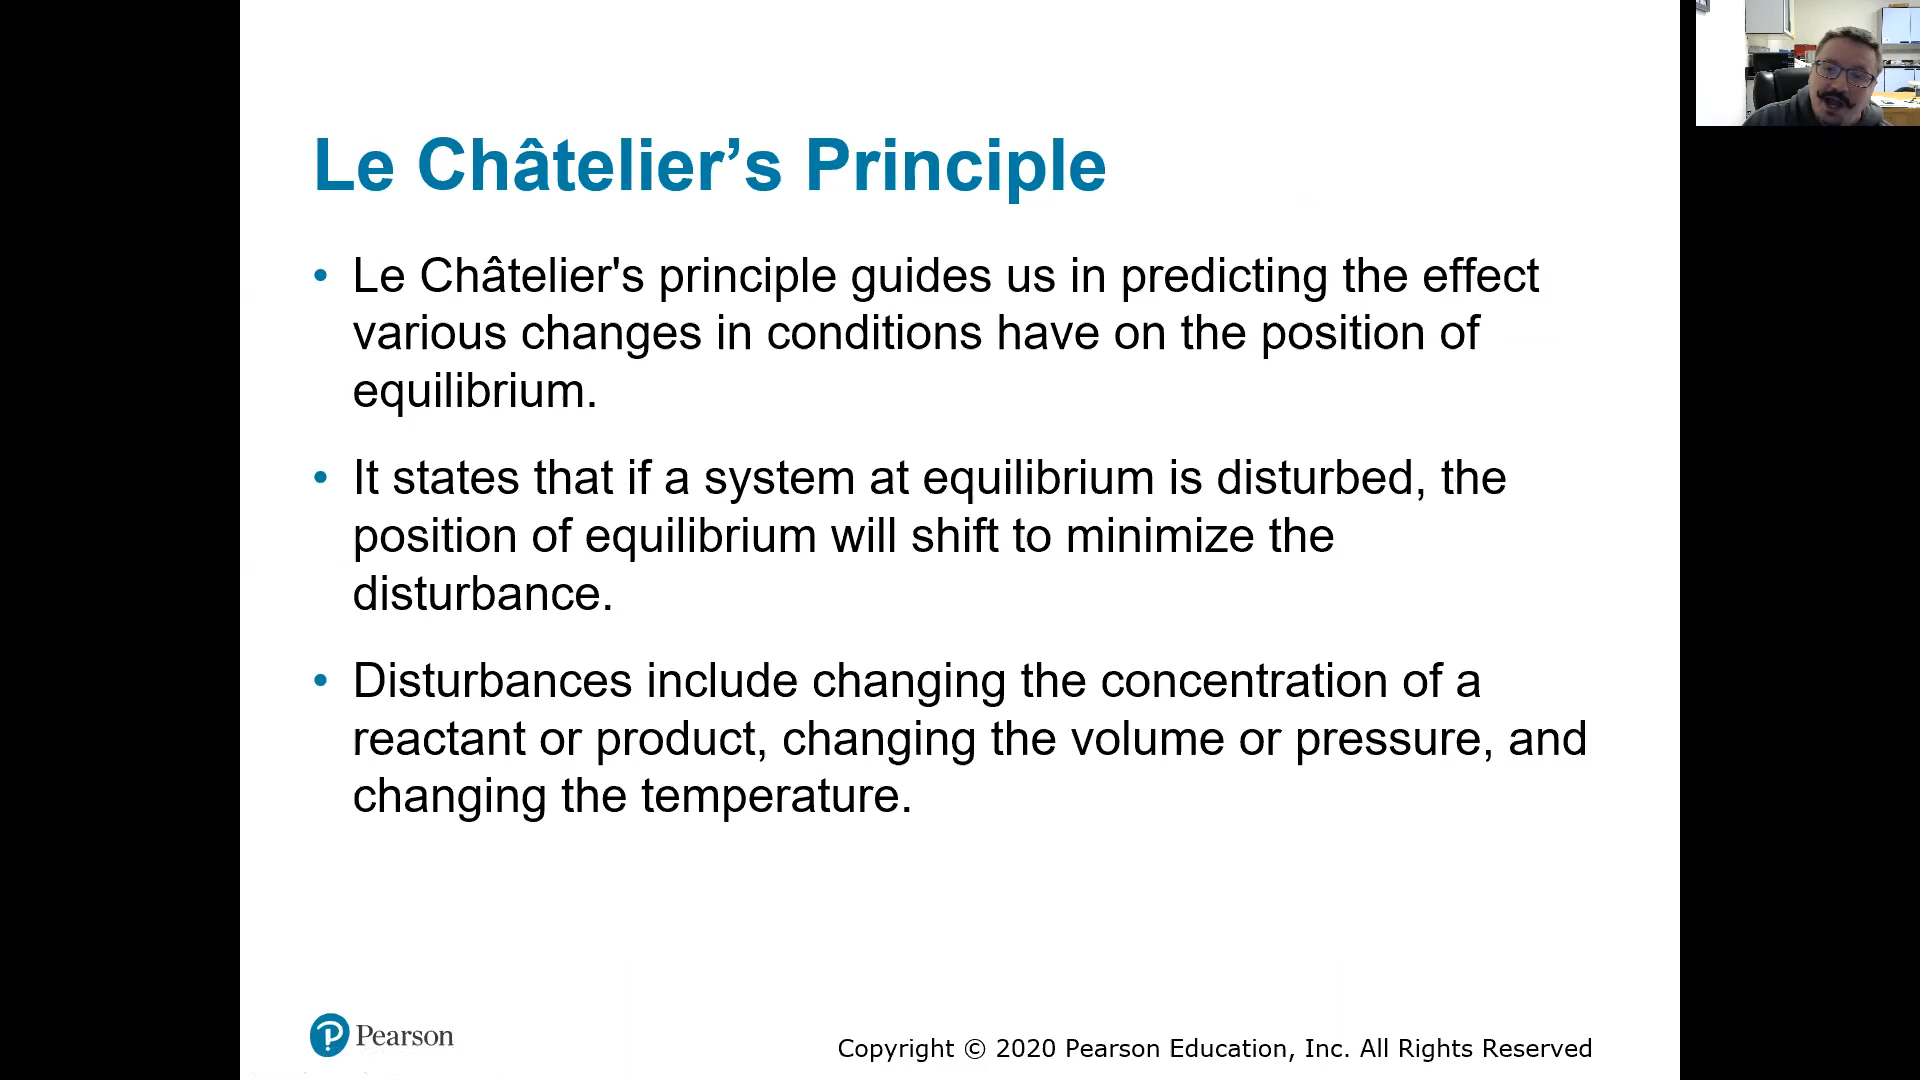 Le Châtelier’s Principle
• Le Châtelier's principle guides us in predicting the effect
various changes in conditions have on the position of
equilibrium.
• It states that if a system at equilibrium is disturbed, the
position of equilibrium will shift to minimize the
disturbance.
• Disturbances include changing the concentration of a
reactant or product, changing the volume or pressure, and
changing the temperature.
Pearson
Copyright © 2020 Pearson Education, Inc. All Rights Reserved